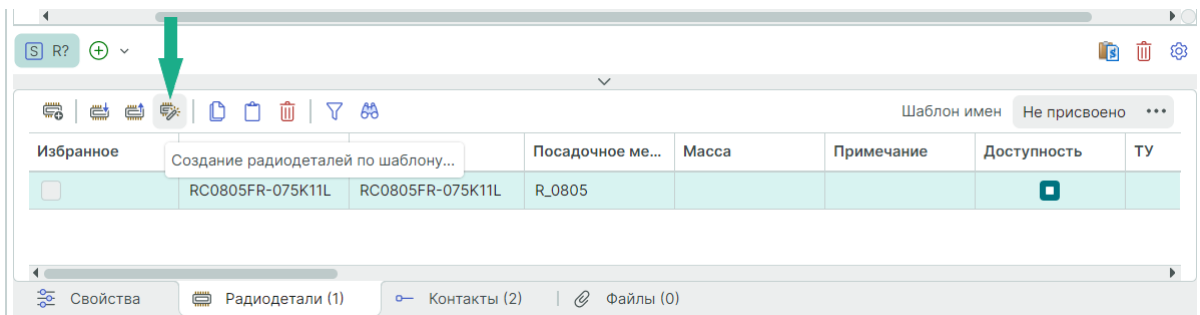 S R?
Шаблон имен Не присвоено ...
Избранное Посадочное ме... Масса Примечание Доступность ТУ
Создание радиодеталей по шаблону...
RC0805FR-075K11L RC0805FR-075K11L R_0805
Свойства Радиодетали (1) Контакты (2) Файлы (0)